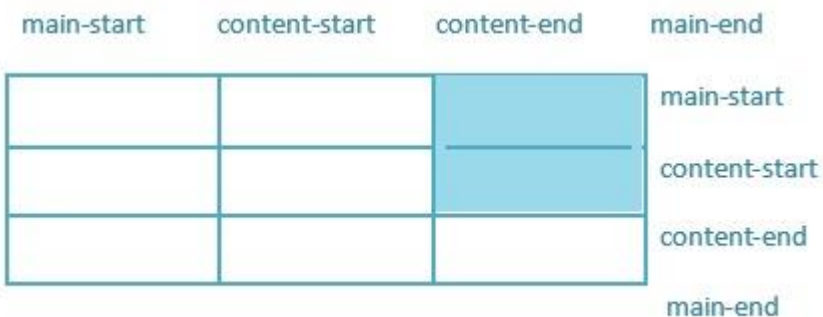 main-start content-start content-end main-end
main-start
content-start
content-end
main-end